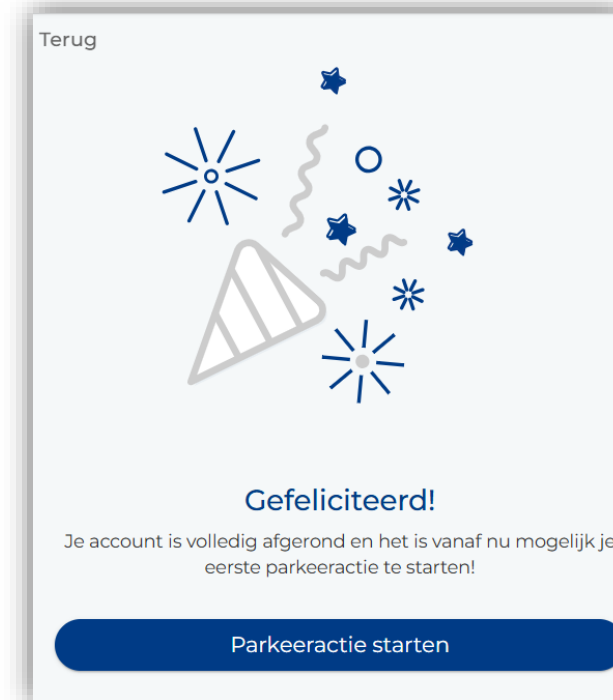 Terug
Gefeliciteerd!
Je account is volledig afgerond en het is vanaf nu mogelijk je
eerste parkeeractie te starten!
Parkeeractie starten